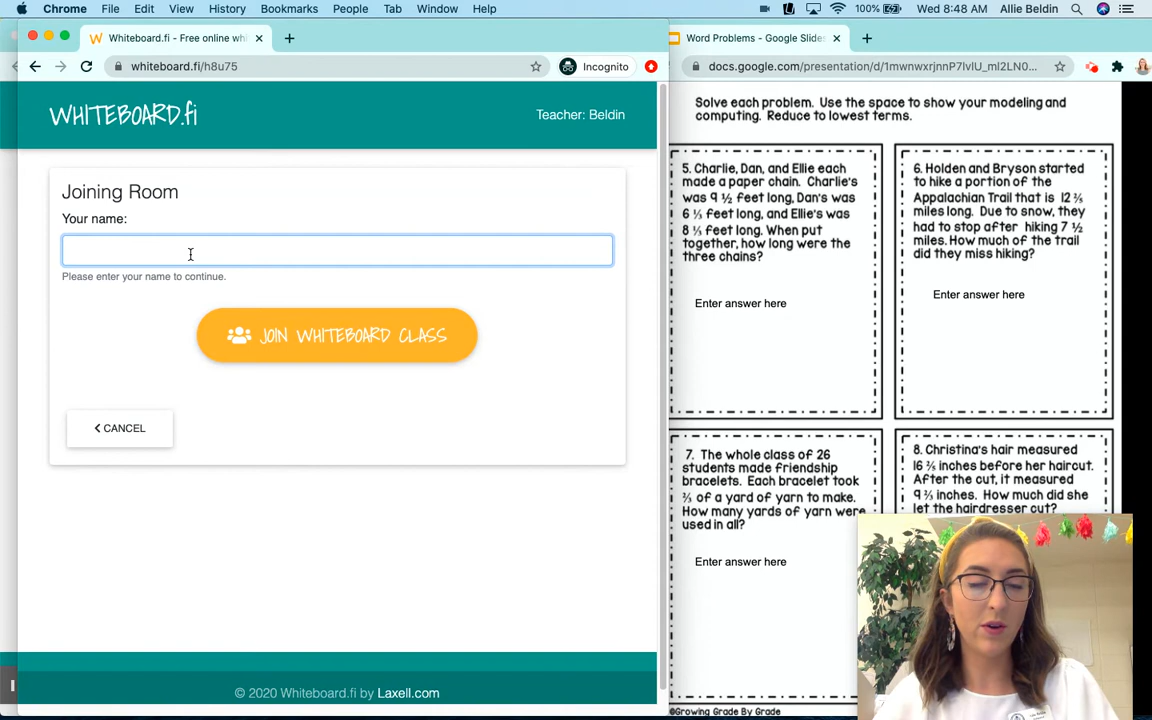 Chrome File Edit View History Bookmarks People Tab Window Help 100% Wed 8:48 AM Allie Beldin
Whiteboard.fi - Free online whi
Word Problems - Google Slides
whiteboard.fi/h8u75
Incognito
docs.google.com/presentation/d/1mwnwxrjnnP7IvlU_ml2LN0...
WHITEBOARD.fi
Teacher: Beldin
Joining Room
Your name:
Please enter your name to continue.
JOIN WHITEBOARD CLASS
CANCEL
© 2020 Whiteboard.fi by Laxell.com
Solve each problem. Use the space to show your modeling and
computing. Reduce to lowest terms.
5. Charlie, Dan, and Ellie each
made a paper chain. Charlie's
was 9 ½ feet long, Dan's was
6 ⅓ feet long, and Ellie's was
8 ⅓ feet long. When put
together, how long were the
three chains?
Enter answer here
6. Holden and Bryson started
to hike a portion of the
Appalachian Trail that is 12 ⅔
miles long. Due to snow, they
had to stop after hiking 7 ½
miles. How much of the trail
did they miss hiking?
Enter answer here
7. The whole class of 26
students made friendship
bracelets. Each bracelet took
⅔ of a yard of yarn to make.
How many yards of yarn were
used in all?
Enter answer here
8. Christina's hair measured
16 ⅔ inches before her haircut.
After the cut, it measured
9 ⅔ inches. How much did she
let the hairdresser cut?
©Growing Grade By Grade